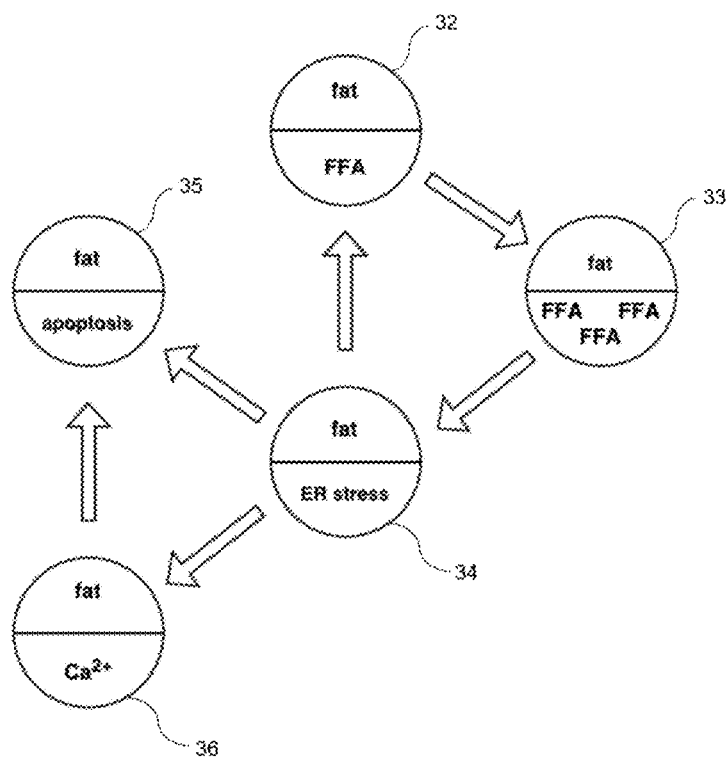 32
fat
FFA
35
fat
apoptosis
33
fat
FFA FFA
FFA
fat
ER stress
34
fat
Ca²⁺
36